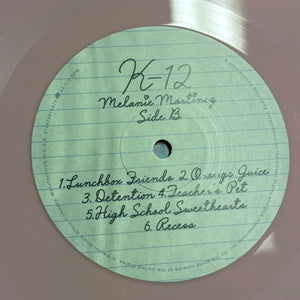 K-12
Melanie Martinez
Side B
1.Lunchbox Friends 2.Orange Juice
3. Detention 4.Teacher's Pet
5.High School Sweethearts
6. Recess